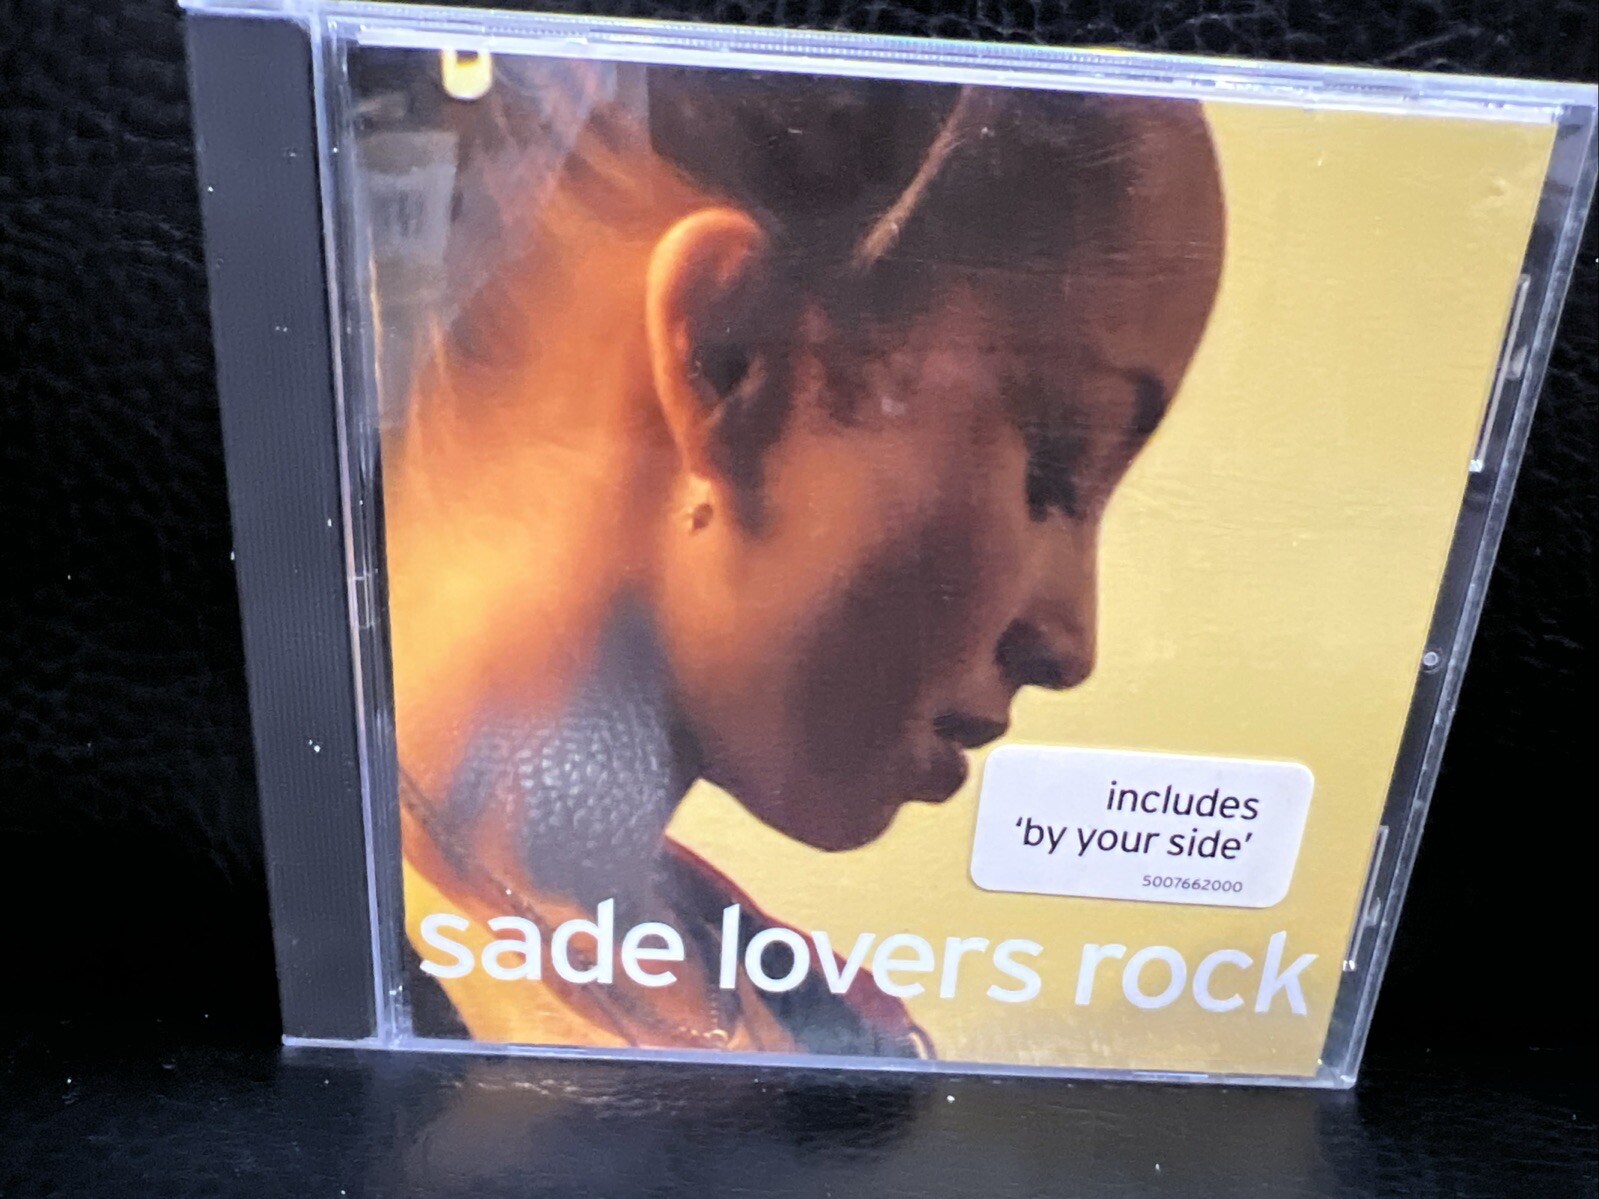 includes
‘by your side’
5007662000
sade lovers rock